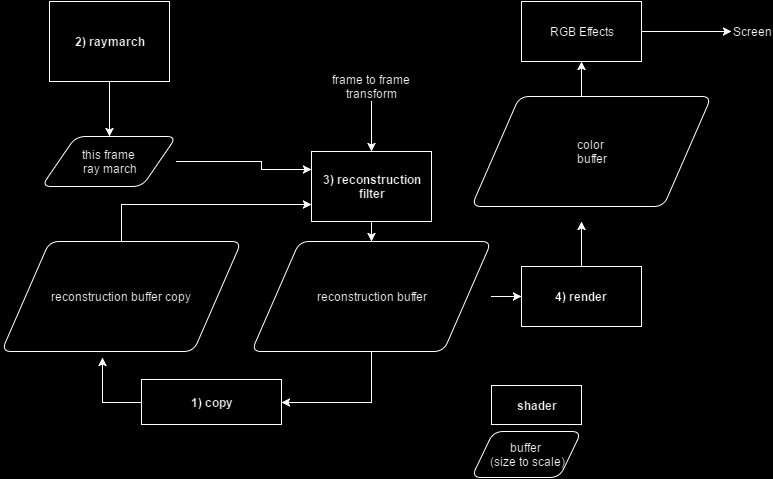 2) raymarch
RGB Effects
Screen
frame to frame
transform
this frame
ray march
color
buffer
3) reconstruction
filter
reconstruction buffer copy
reconstruction buffer
4) render
1) copy
shader
buffer
(size to scale)